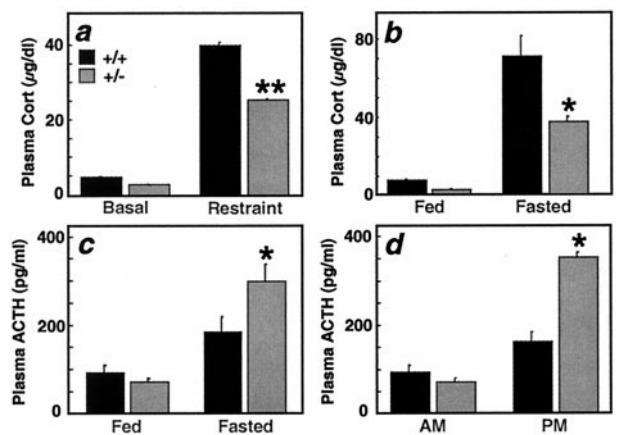 a
+/+
+/-
Plasma Cort (µg/dl)
40
20
0
**
Basal Restraint
b
Plasma Cort (µg/dl)
80
40
0
*
Fed Fasted
c
Plasma ACTH (pg/ml)
400
200
0
*
Fed Fasted
d
Plasma ACTH (pg/ml)
400
200
0
*
AM PM